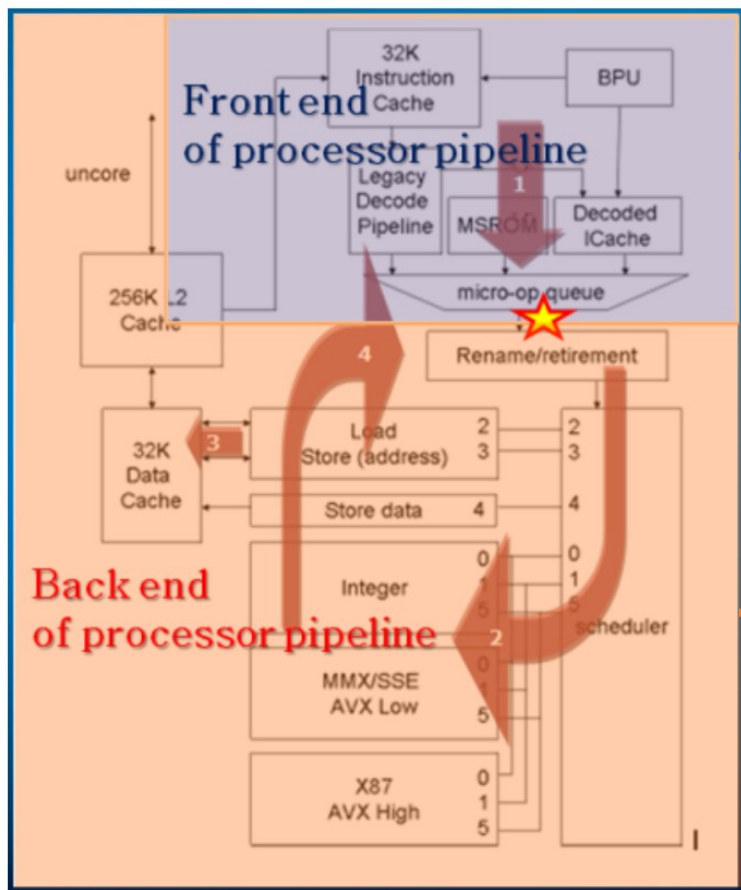 32K
Instruction
Cache
BPU
Front end
of processor pipeline
uncore
1
Legacy
Decode
Pipeline
MSROM
Decoded
ICache
256K L2
Cache
micro-op queue
4
Rename/retirement
32K
Data
Cache
3
Load
Store (address)
2
3
2
3
Store data
4
4
Integer
0
1
5
0
1
5
Back end
of processor pipeline
2
scheduler
MMX/SSE
AVX Low
0
1
5
X87
AVX High
0
1
5